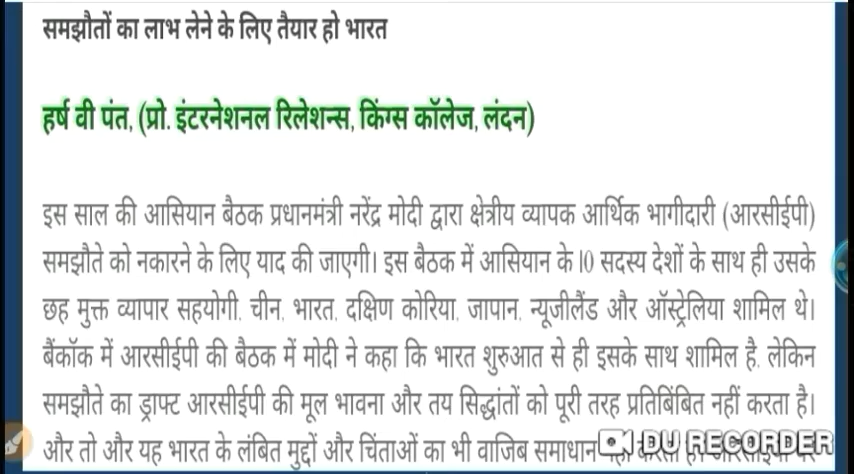 समझौतों का लाभ लेने के लिए तैयार हो भारत
हर्ष वी पंत, (प्रो. इंटरनेशनल रिलेशन्स, किंग्स कॉलेज, लंदन)
इस साल की आसियान बैठक प्रधानमंत्री नरेंद्र मोदी द्वारा क्षेत्रीय व्यापक आर्थिक भागीदारी (आरसीईपी)
समझौते को नकारने के लिए याद की जाएगी। इस बैठक में आसियान के 10 सदस्य देशों के साथ ही उसके
छह मुक्त व्यापार सहयोगी, चीन, भारत, दक्षिण कोरिया, जापान, न्यूजीलैंड और ऑस्ट्रेलिया शामिल थे।
बैंकॉक में आरसीईपी की बैठक में मोदी ने कहा कि भारत शुरुआत से ही इसके साथ शामिल है, लेकिन
समझौते का ड्राफ्ट आरसीईपी की मूल भावना और तय सिद्धांतों को पूरी तरह प्रतिबिंबित नहीं करता है।
और तो और यह भारत के लंबित मुद्दों और चिंताओं का भी वाजिब समाधान
DU RECORDER